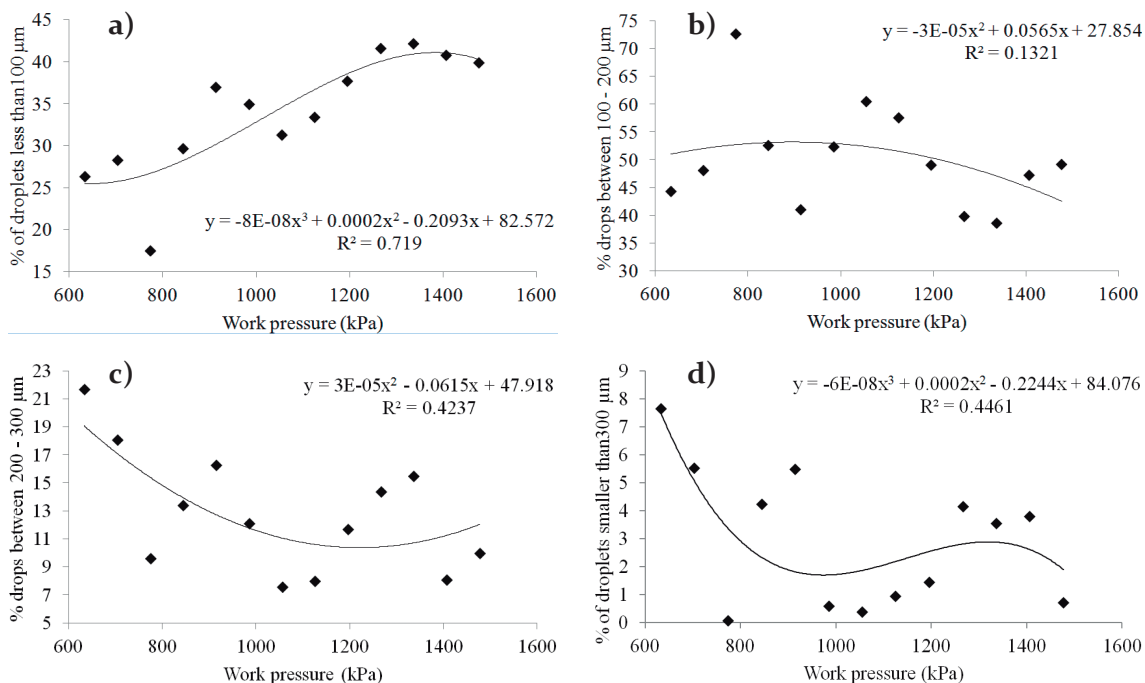 a)
% of droplets less than100 µm
45
40
35
30
25
20
15
y = -8E-08x³ + 0.0002x² - 0.2093x + 82.572
R² = 0.719
600 800 1000 1200 1400 1600
Work pressure (kPa)
b)
% drops between 100 - 200 µm
75
70
65
60
55
50
45
40
35
30
y = -3E-05x² + 0.0565x + 27.854
R² = 0.1321
600 800 1000 1200 1400 1600
Work pressure (kPa)
c)
% drops between 200 - 300 µm
23
21
19
17
15
13
11
9
7
5
y = 3E-05x² - 0.0615x + 47.918
R² = 0.4237
600 800 1000 1200 1400 1600
Work pressure (kPa)
d)
% of droplets smaller than300 µm
9
8
7
6
5
4
3
2
1
0
y = -6E-08x³ + 0.0002x² - 0.2244x + 84.076
R² = 0.4461
600 800 1000 1200 1400 1600
Work pressure (kPa)